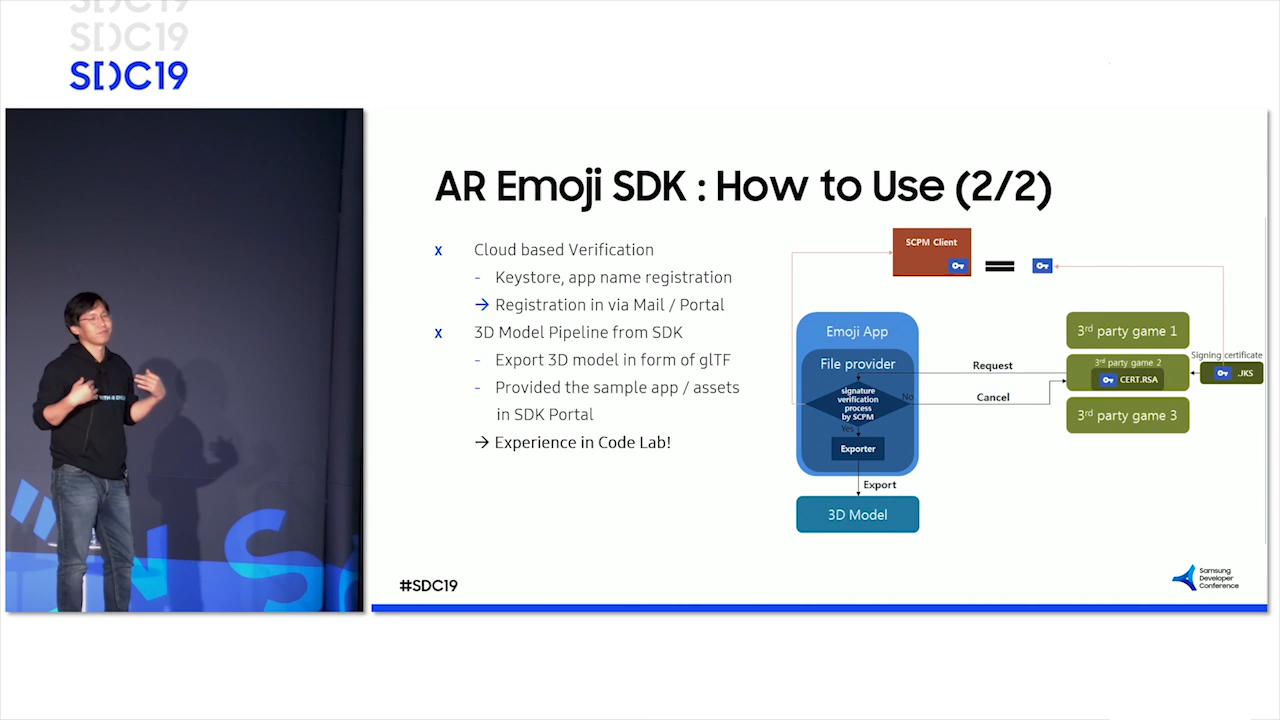 SDC19
SDC19
SDC19
AR Emoji SDK : How to Use (2/2)
x Cloud based Verification
- Keystore, app name registration
→ Registration in via Mail / Portal
x 3D Model Pipeline from SDK
- Export 3D model in form of glTF
- Provided the sample app / assets
in SDK Portal
→ Experience in Code Lab!
SCPM Client
Emoji App
File provider
signature
verification
process
by SCPM
No
Yes
Exporter
Export
3D Model
Request
Cancel
3rd party game 1
3rd party game 2
CERT.RSA
3rd party game 3
Signing certificate
.JKS
#SDC19
Samsung
Developer
Conference